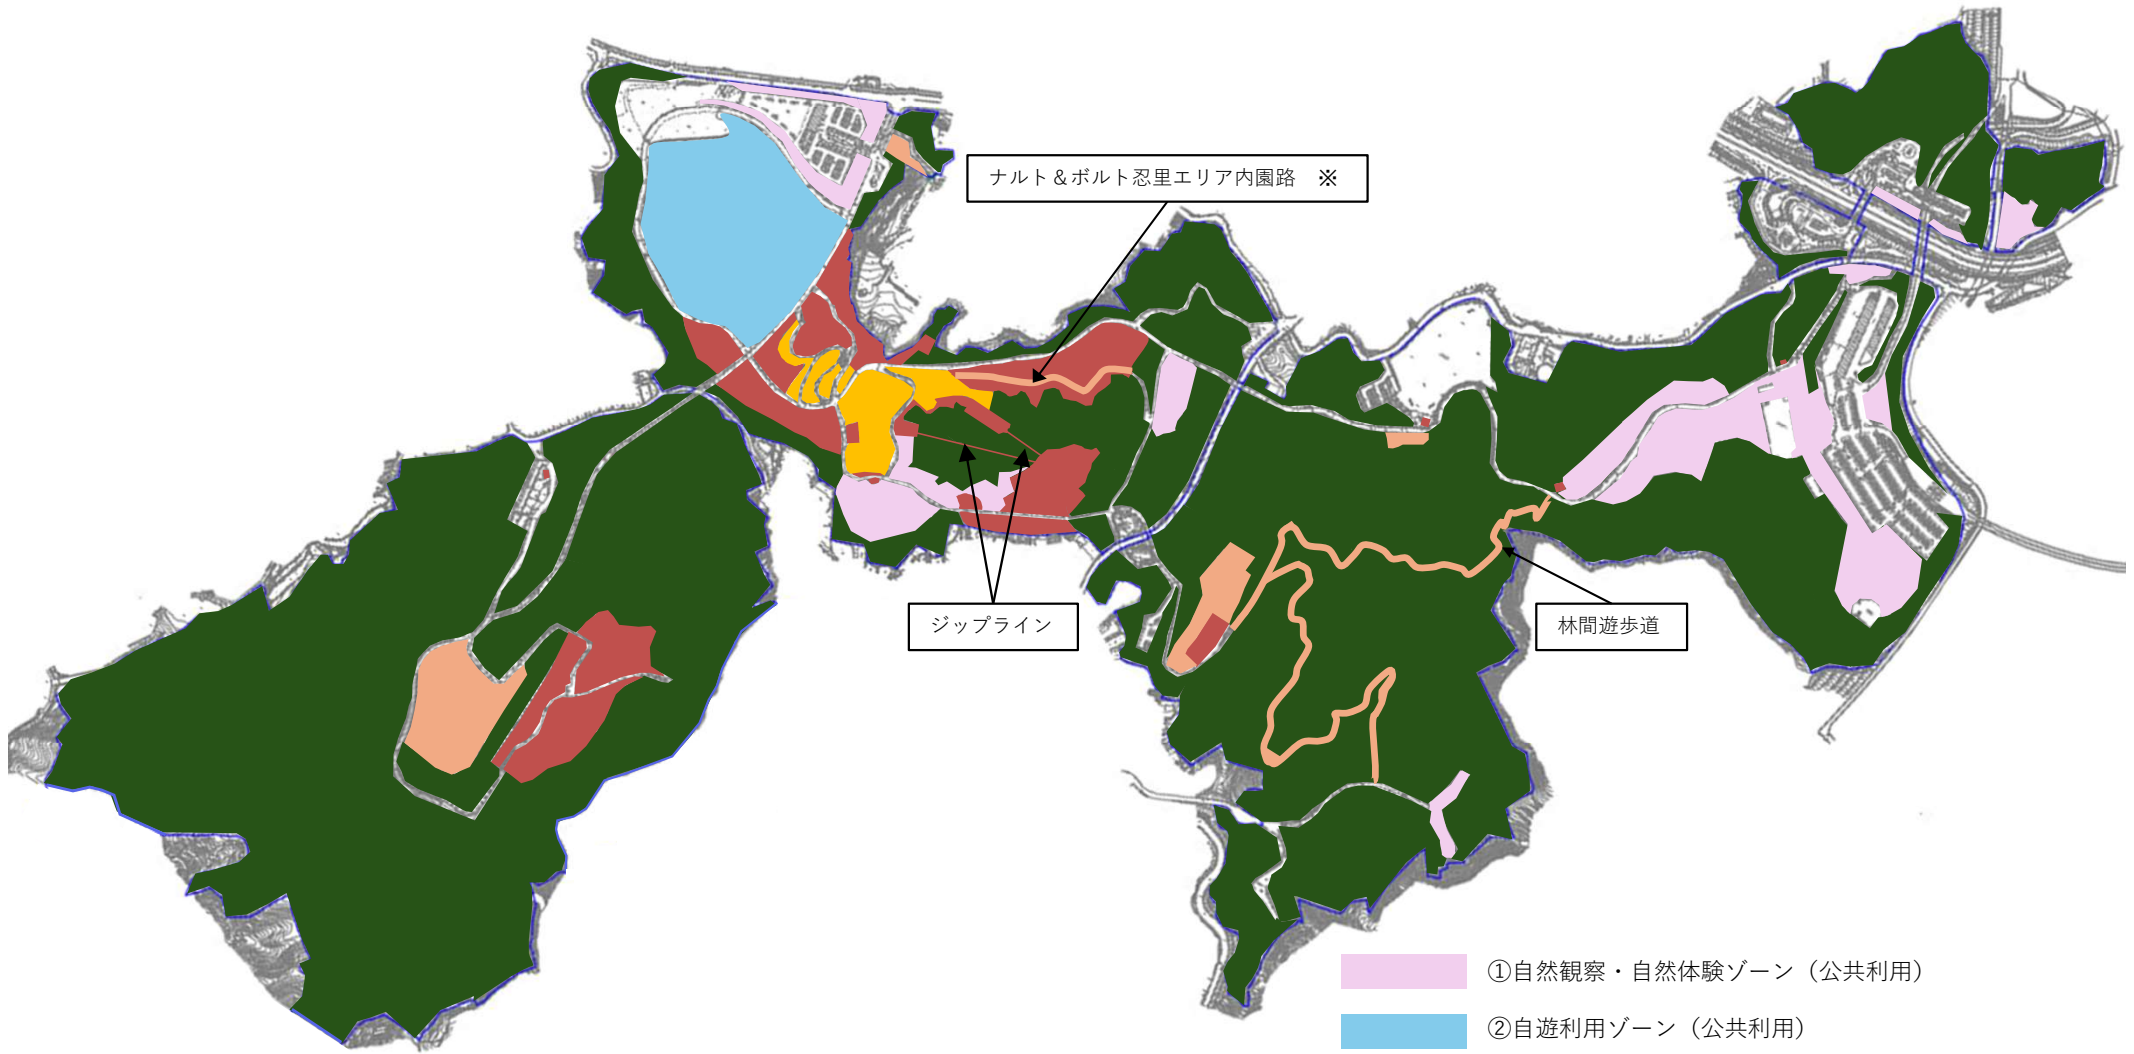 ナルト＆ボルト忍里エリア内園路　※
ジップライン
林間遊歩道
①自然観察・自然体験ゾーン（公共利用）
②自遊利用ゾーン（公共利用）